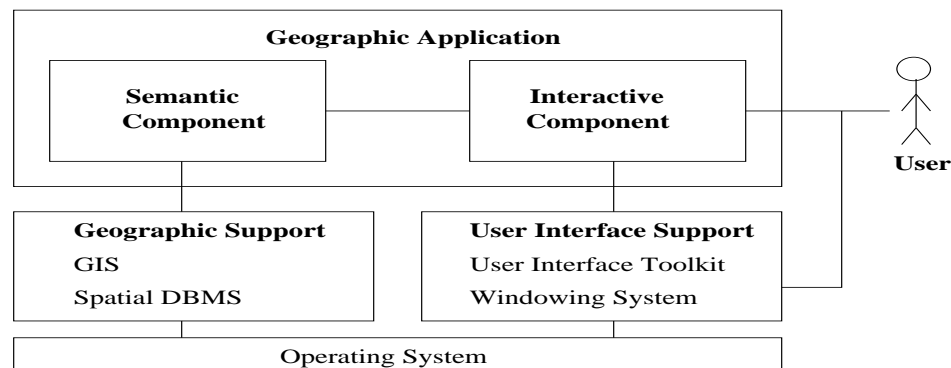 Geographic Application
Semantic
Component
Interactive
Component
User
Geographic Support
GIS
Spatial DBMS
User Interface Support
User Interface Toolkit
Windowing System
Operating System